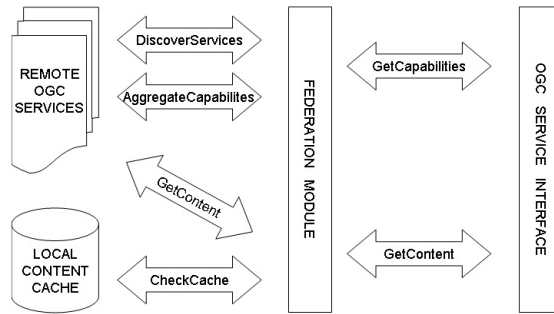 REMOTE
OGC
SERVICES
DiscoverServices
AggregateCapabilites
GetContent
LOCAL
CONTENT
CACHE
CheckCache
FEDERATION MODULE
GetCapabilities
GetContent
OGC SERVICE INTERFACE